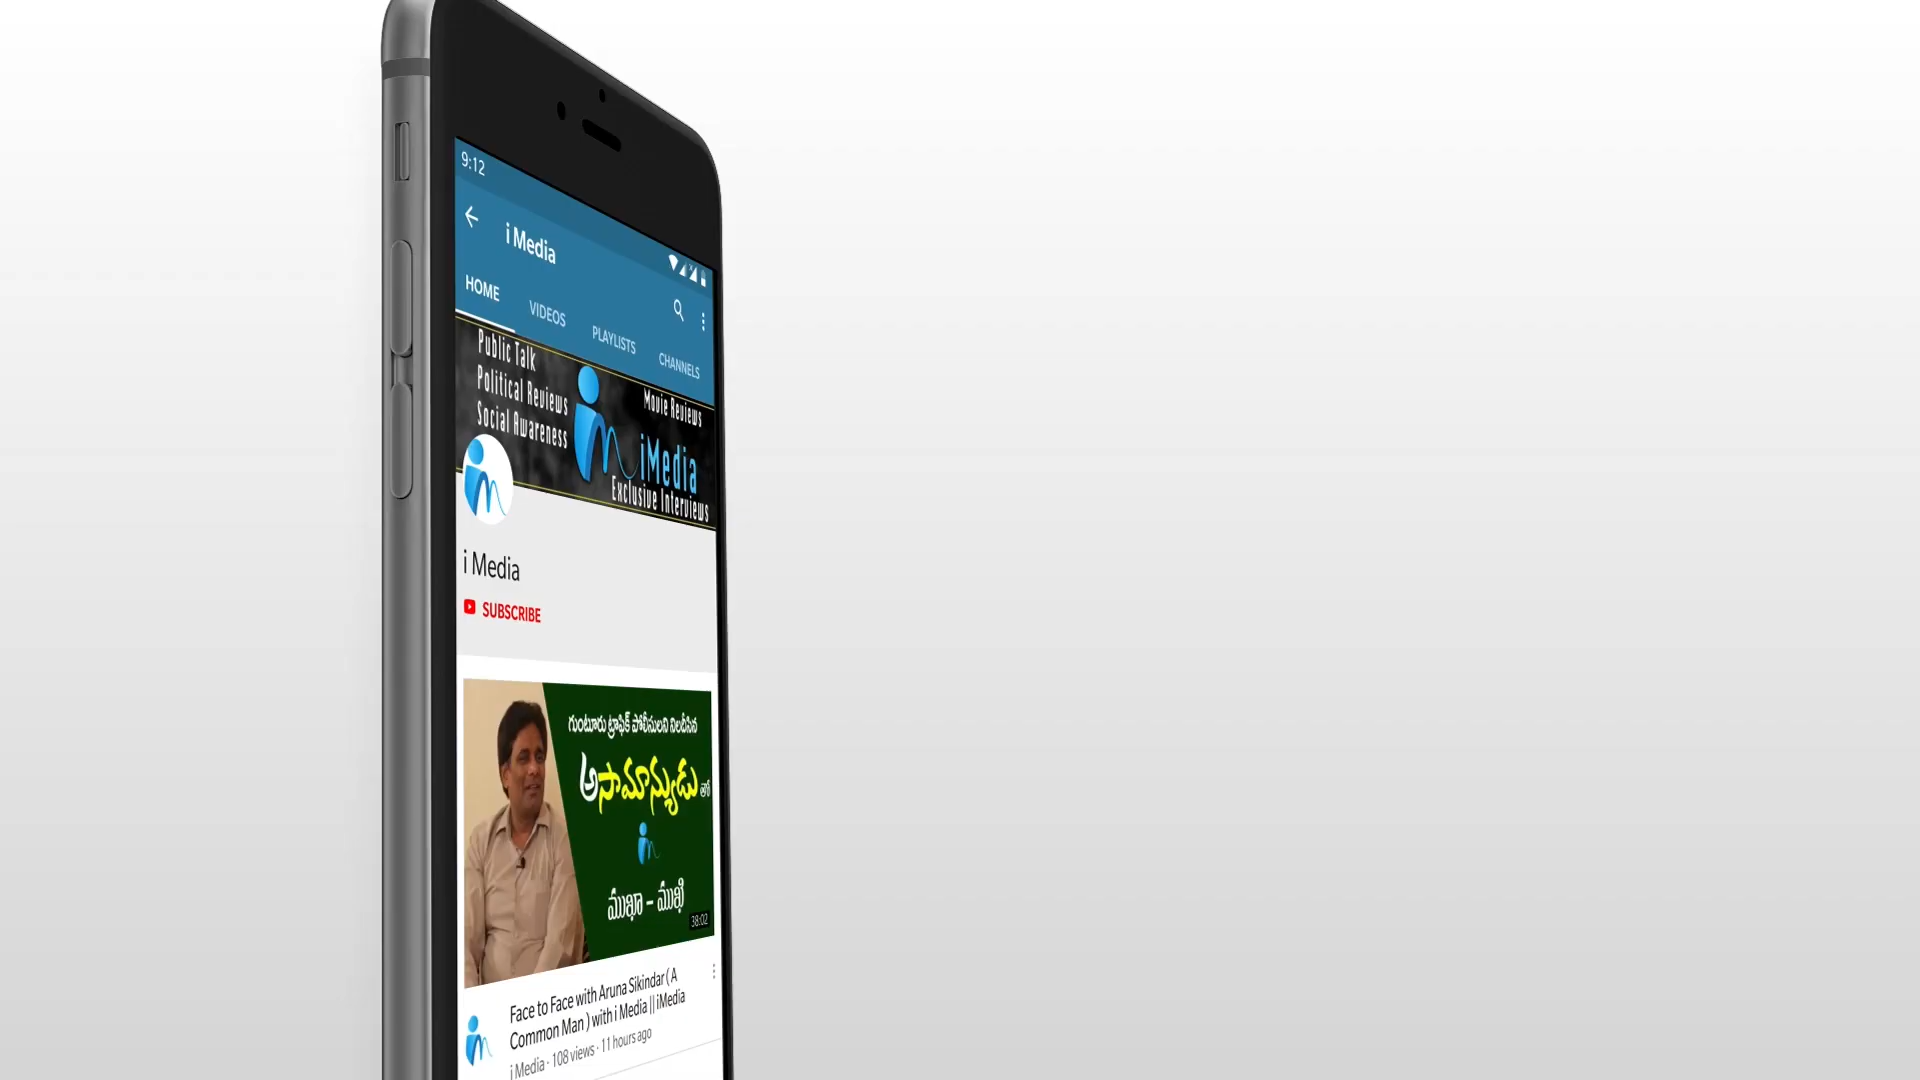 9:12
i Media
HOME
VIDEOS
PLAYLISTS
CHANNELS
Public Talk
Political Reviews
Social Awareness
Movie Reviews
iMedia
Exclusive Interviews
i Media
SUBSCRIBE
గుంటూరు ట్రాఫిక్ పోలీసులని నిలదీసిన
అసామాన్యుడు తో
ముఖా - ముఖి
38:02
Face to Face with Aruna Sikindar ( A
Common Man ) with i Media || iMedia
i Media · 108 views · 11 hours ago